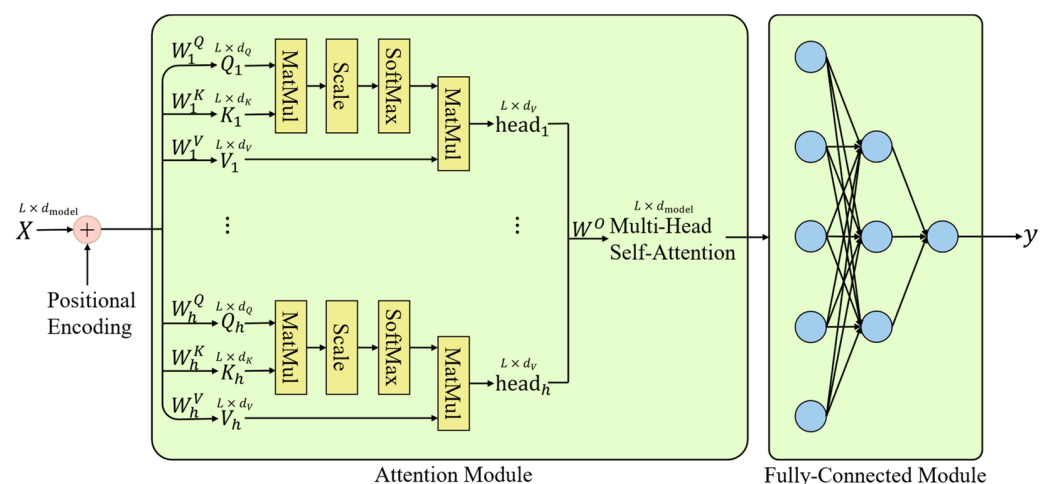 L × d_model
X
+
Positional
Encoding
W_1^Q
L × d_Q
Q_1
W_1^K
L × d_K
K_1
W_1^V
L × d_V
V_1
MatMul
Scale
SoftMax
MatMul
L × d_V
head_1
⋮
⋮
W_h^Q
L × d_Q
Q_h
W_h^K
L × d_K
K_h
W_h^V
L × d_V
V_h
MatMul
Scale
SoftMax
MatMul
L × d_V
head_h
W^O
L × d_model
Multi-Head
Self-Attention
y
Attention Module
Fully-Connected Module